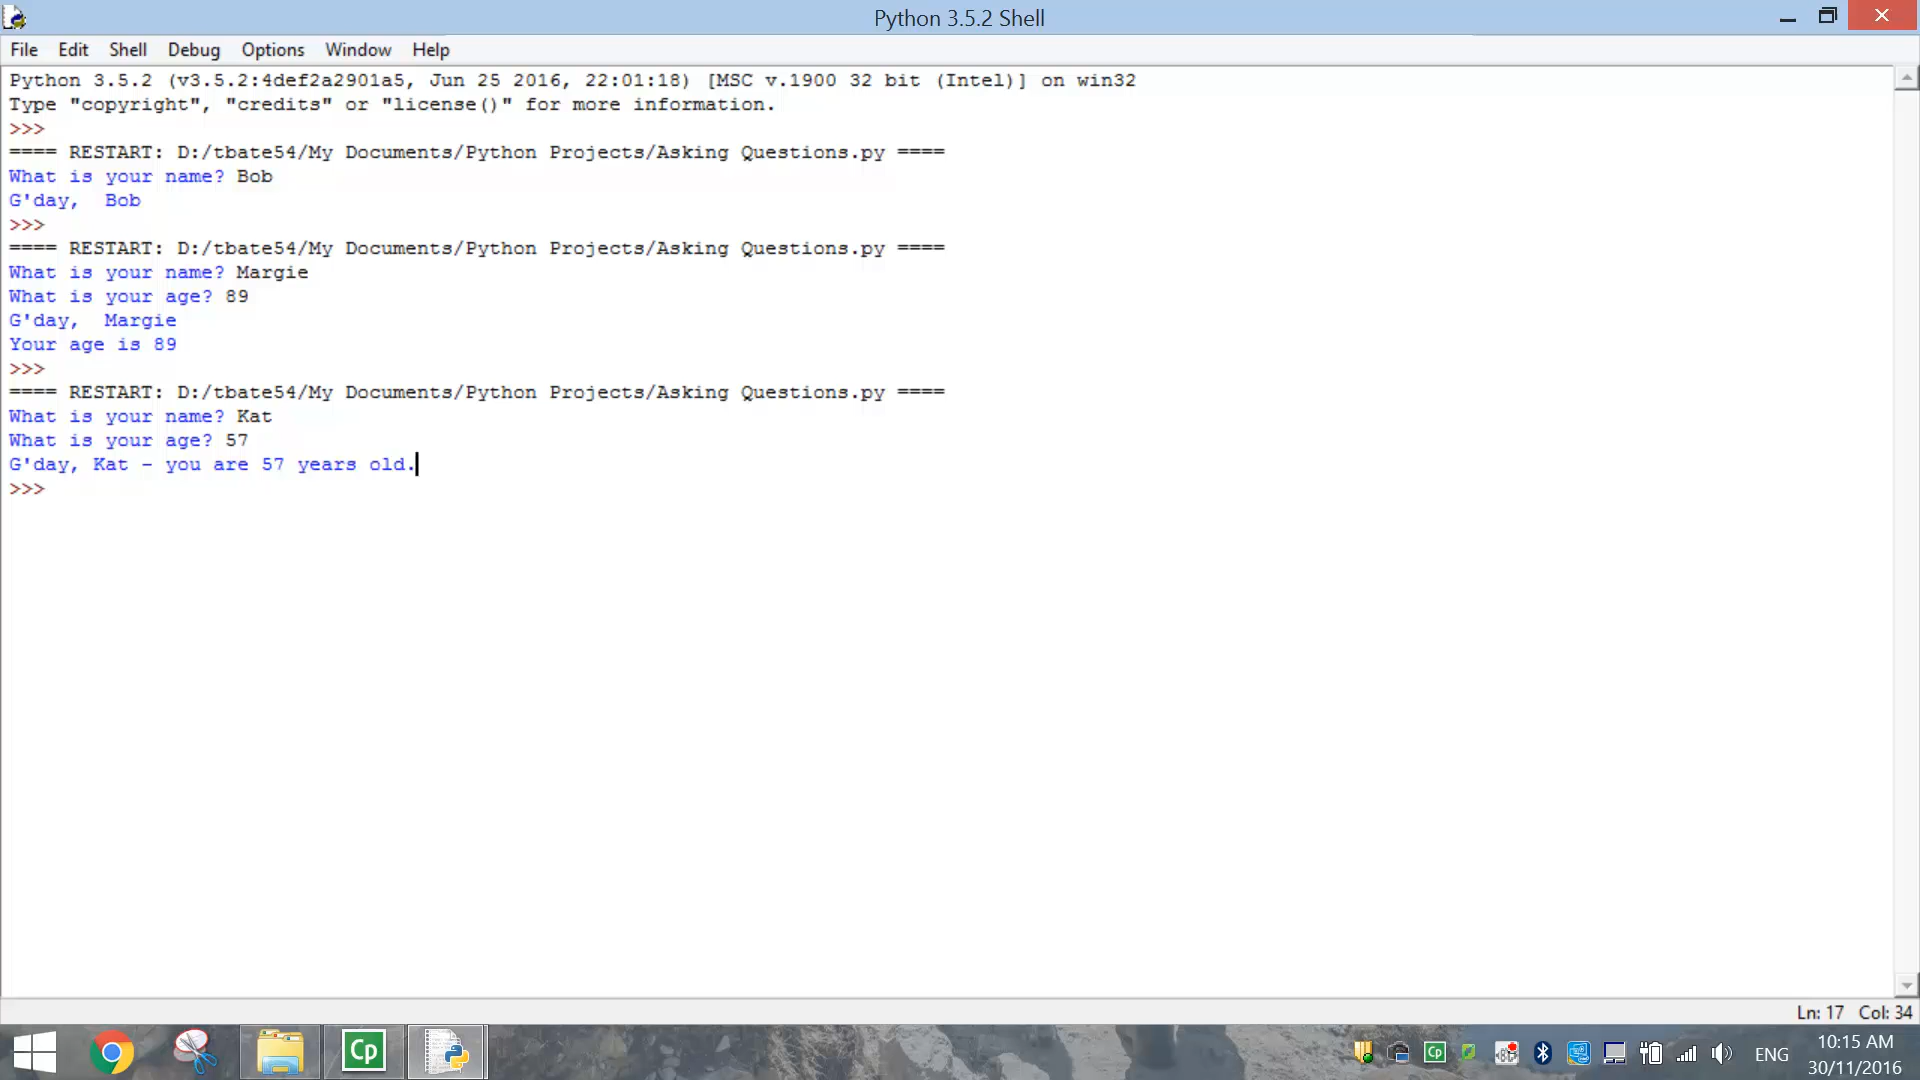 Python 3.5.2 Shell
File Edit Shell Debug Options Window Help
Python 3.5.2 (v3.5.2:4def2a2901a5, Jun 25 2016, 22:01:18) [MSC v.1900 32 bit (Intel)] on win32
Type "copyright", "credits" or "license()" for more information.
>>>
==== RESTART: D:/tbate54/My Documents/Python Projects/Asking Questions.py ====
What is your name? Bob
G'day,  Bob
>>>
==== RESTART: D:/tbate54/My Documents/Python Projects/Asking Questions.py ====
What is your name? Margie
What is your age? 89
G'day,  Margie
Your age is 89
>>>
==== RESTART: D:/tbate54/My Documents/Python Projects/Asking Questions.py ====
What is your name? Kat
What is your age? 57
G'day, Kat - you are 57 years old.
>>>
Ln: 17 Col: 34
Cp
Cp
ENG
10:15 AM
30/11/2016